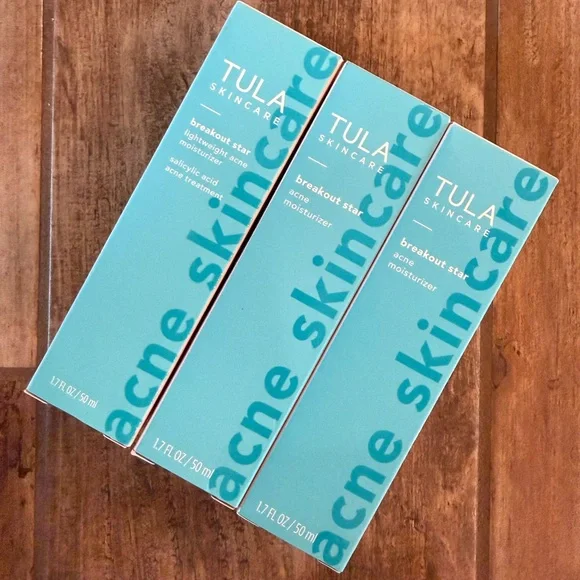 TULA
SKINCARE
breakout star
lightweight acne
moisturizer
salicylic acid
acne treatment
1.7 FL OZ / 50 ml
acne skincare
TULA
SKINCARE
breakout star
acne
moisturizer
1.7 FL OZ / 50 ml
acne skincare
TULA
SKINCARE
breakout star
acne
moisturizer
1.7 FL OZ / 50 ml
acne skincare